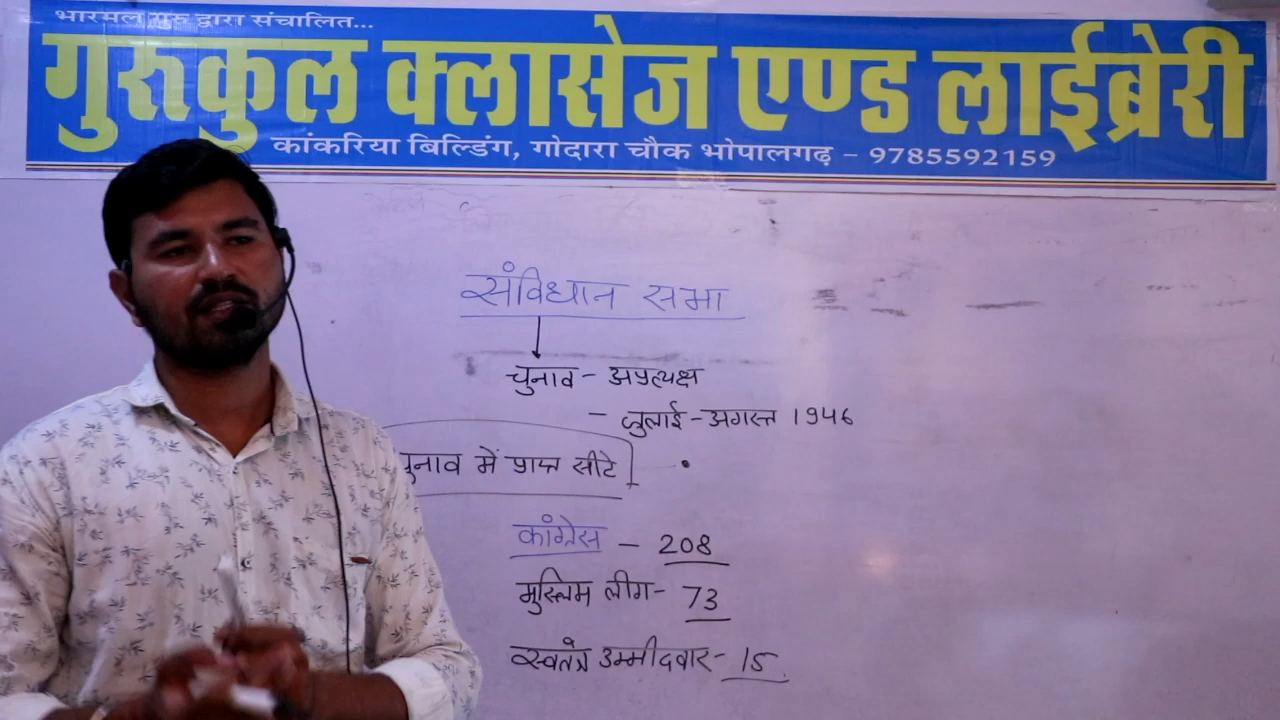 भारमल गुरु द्वारा संचालित...
गुरुकुल क्लासेज एण्ड लाईब्रेरी
कांकरिया बिल्डिंग, गोदारा चौक भोपालगढ़ – 9785592159
संविधान सभा
चुनाव - अप्रत्यक्ष
- जुलाई - अगस्त 1946
चुनाव में प्राप्त सीटे
कांग्रेस - 208
मुस्लिम लीग - 73
स्वतंत्र उम्मीदवार - 15